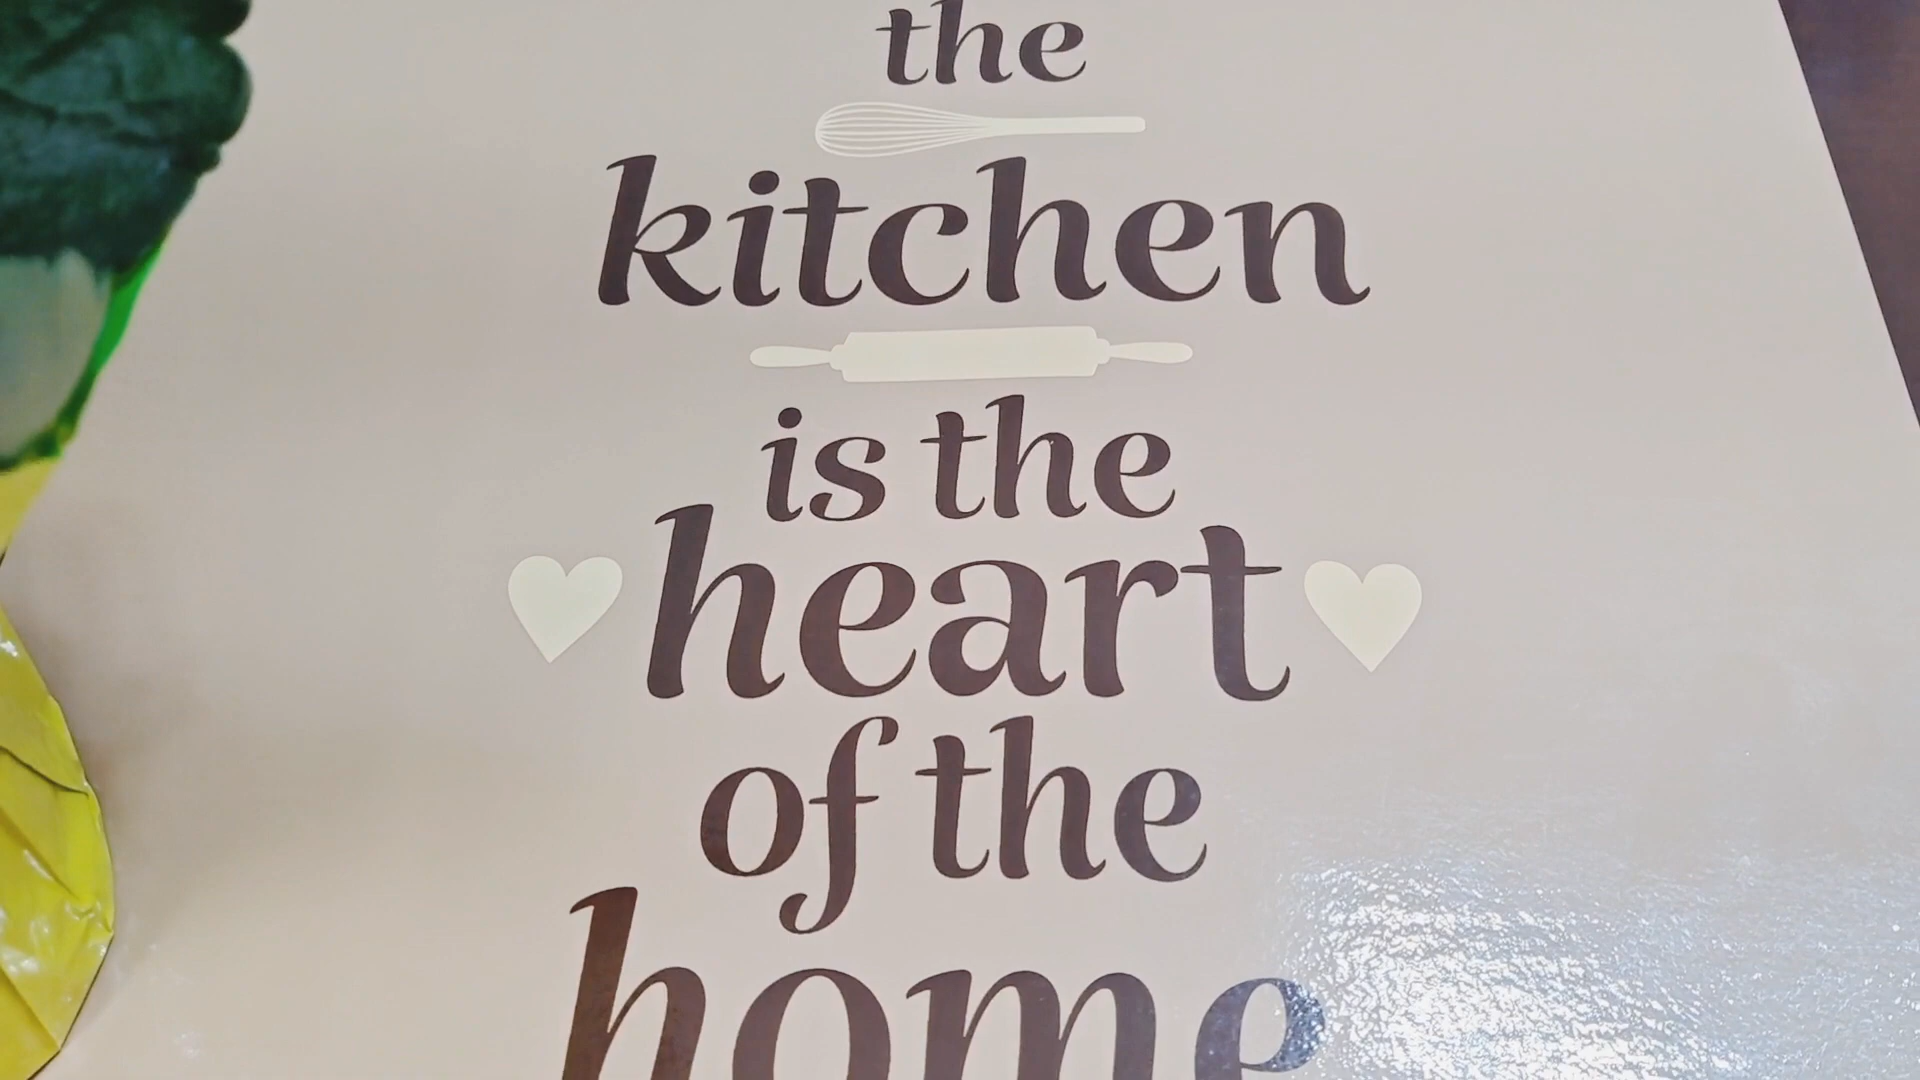 the
kitchen
is the
heart
of the
home